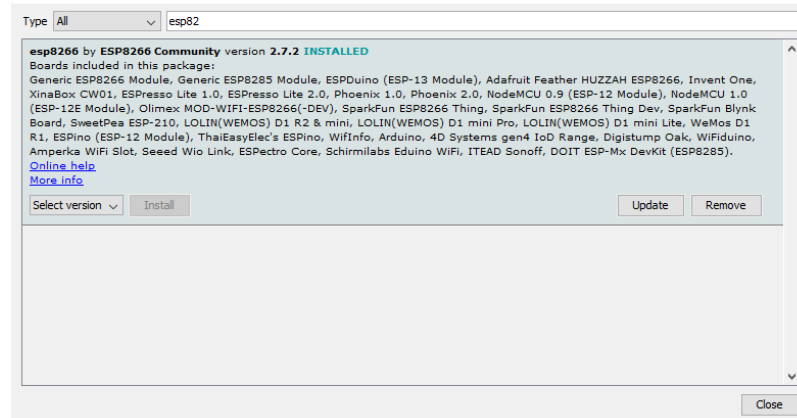 Type All esp82
esp8266 by ESP8266 Community version 2.7.2 INSTALLED
Boards included in this package:
Generic ESP8266 Module, Generic ESP8285 Module, ESPDuino (ESP-13 Module), Adafruit Feather HUZZAH ESP8266, Invent One,
XinaBox CW01, ESPresso Lite 1.0, ESPresso Lite 2.0, Phoenix 1.0, Phoenix 2.0, NodeMCU 0.9 (ESP-12 Module), NodeMCU 1.0
(ESP-12E Module), Olimex MOD-WIFI-ESP8266(-DEV), SparkFun ESP8266 Thing, SparkFun ESP8266 Thing Dev, SparkFun Blynk
Board, SweetPea ESP-210, LOLIN(WEMOS) D1 R2 & mini, LOLIN(WEMOS) D1 mini Pro, LOLIN(WEMOS) D1 mini Lite, WeMos D1
R1, ESPino (ESP-12 Module), ThaiEasyElec's ESPino, WifInfo, Arduino, 4D Systems gen4 IoD Range, Digistump Oak, WiFiduino,
Amperka WiFi Slot, Seeed Wio Link, ESPectro Core, Schirmilabs Eduino WiFi, ITEAD Sonoff, DOIT ESP-Mx DevKit (ESP8285).
Online help
More info
Select version Install Update Remove
Close